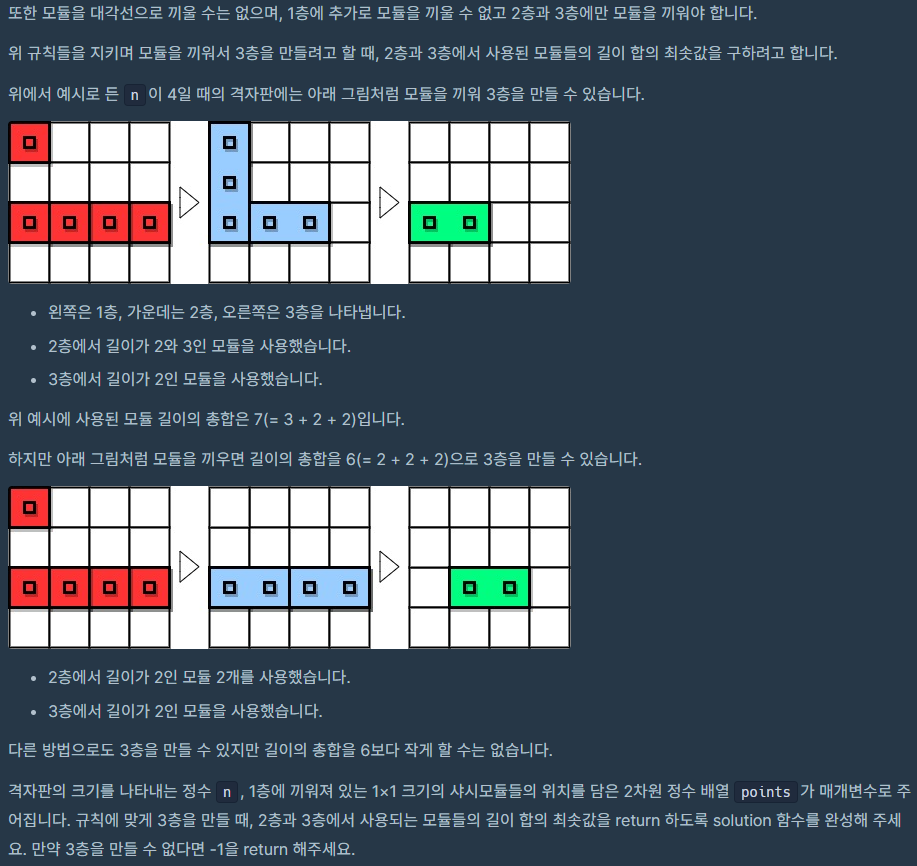 또한 모듈을 대각선으로 끼울 수는 없으며, 1층에 추가로 모듈을 끼울 수 없고 2층과 3층에만 모듈을 끼워야 합니다.
위 규칙들을 지키며 모듈을 끼워서 3층을 만들려고 할 때, 2층과 3층에서 사용된 모듈들의 길이 합의 최솟값을 구하려고 합니다.
위에서 예시로 든 n 이 4일 때의 격자판에는 아래 그림처럼 모듈을 끼워 3층을 만들 수 있습니다.
• 왼쪽은 1층, 가운데는 2층, 오른쪽은 3층을 나타냅니다.
• 2층에서 길이가 2와 3인 모듈을 사용했습니다.
• 3층에서 길이가 2인 모듈을 사용했습니다.
위 예시에 사용된 모듈 길이의 총합은 7(= 3 + 2 + 2)입니다.
하지만 아래 그림처럼 모듈을 끼우면 길이의 총합을 6(= 2 + 2 + 2)으로 3층을 만들 수 있습니다.
• 2층에서 길이가 2인 모듈 2개를 사용했습니다.
• 3층에서 길이가 2인 모듈을 사용했습니다.
다른 방법으로도 3층을 만들 수 있지만 길이의 총합을 6보다 작게 할 수는 없습니다.
격자판의 크기를 나타내는 정수 n , 1층에 끼워져 있는 1×1 크기의 샤시모듈들의 위치를 담은 2차원 정수 배열 points 가 매개변수로 주
어집니다. 규칙에 맞게 3층을 만들 때, 2층과 3층에서 사용되는 모듈들의 길이 합의 최솟값을 return 하도록 solution 함수를 완성해 주세
요. 만약 3층을 만들 수 없다면 -1을 return 해주세요.